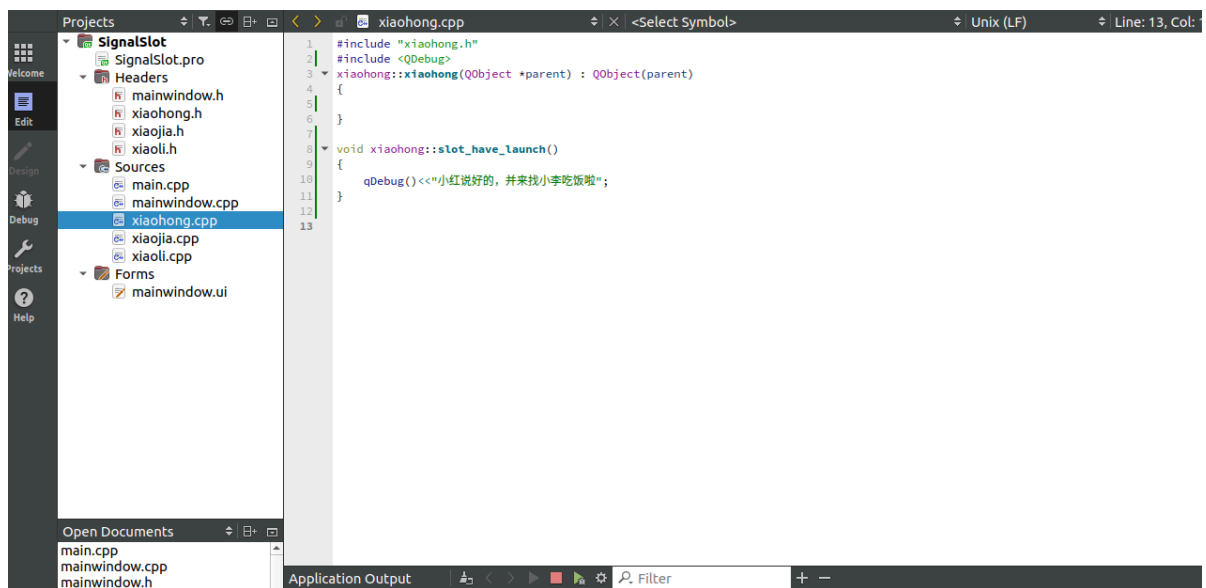 Projects
xiaohong.cpp
<Select Symbol>
Unix (LF)
Line: 13, Col:
Welcome
Edit
Design
Debug
Projects
Help
SignalSlot
SignalSlot.pro
Headers
mainwindow.h
xiaohong.h
xiaojia.h
xiaoli.h
Sources
main.cpp
mainwindow.cpp
xiaohong.cpp
xiaojia.cpp
xiaoli.cpp
Forms
mainwindow.ui
1 #include "xiaohong.h"
2 #include <QDebug>
3 xiaohong::xiaohong(QObject *parent) : QObject(parent)
4 {
5
6 }
7
8 void xiaohong::slot_have_launch()
9 {
10 qDebug()<<"小红说好的，并来找小李吃饭啦";
11 }
12
13
Open Documents
main.cpp
mainwindow.cpp
mainwindow.h
Application Output
Filter